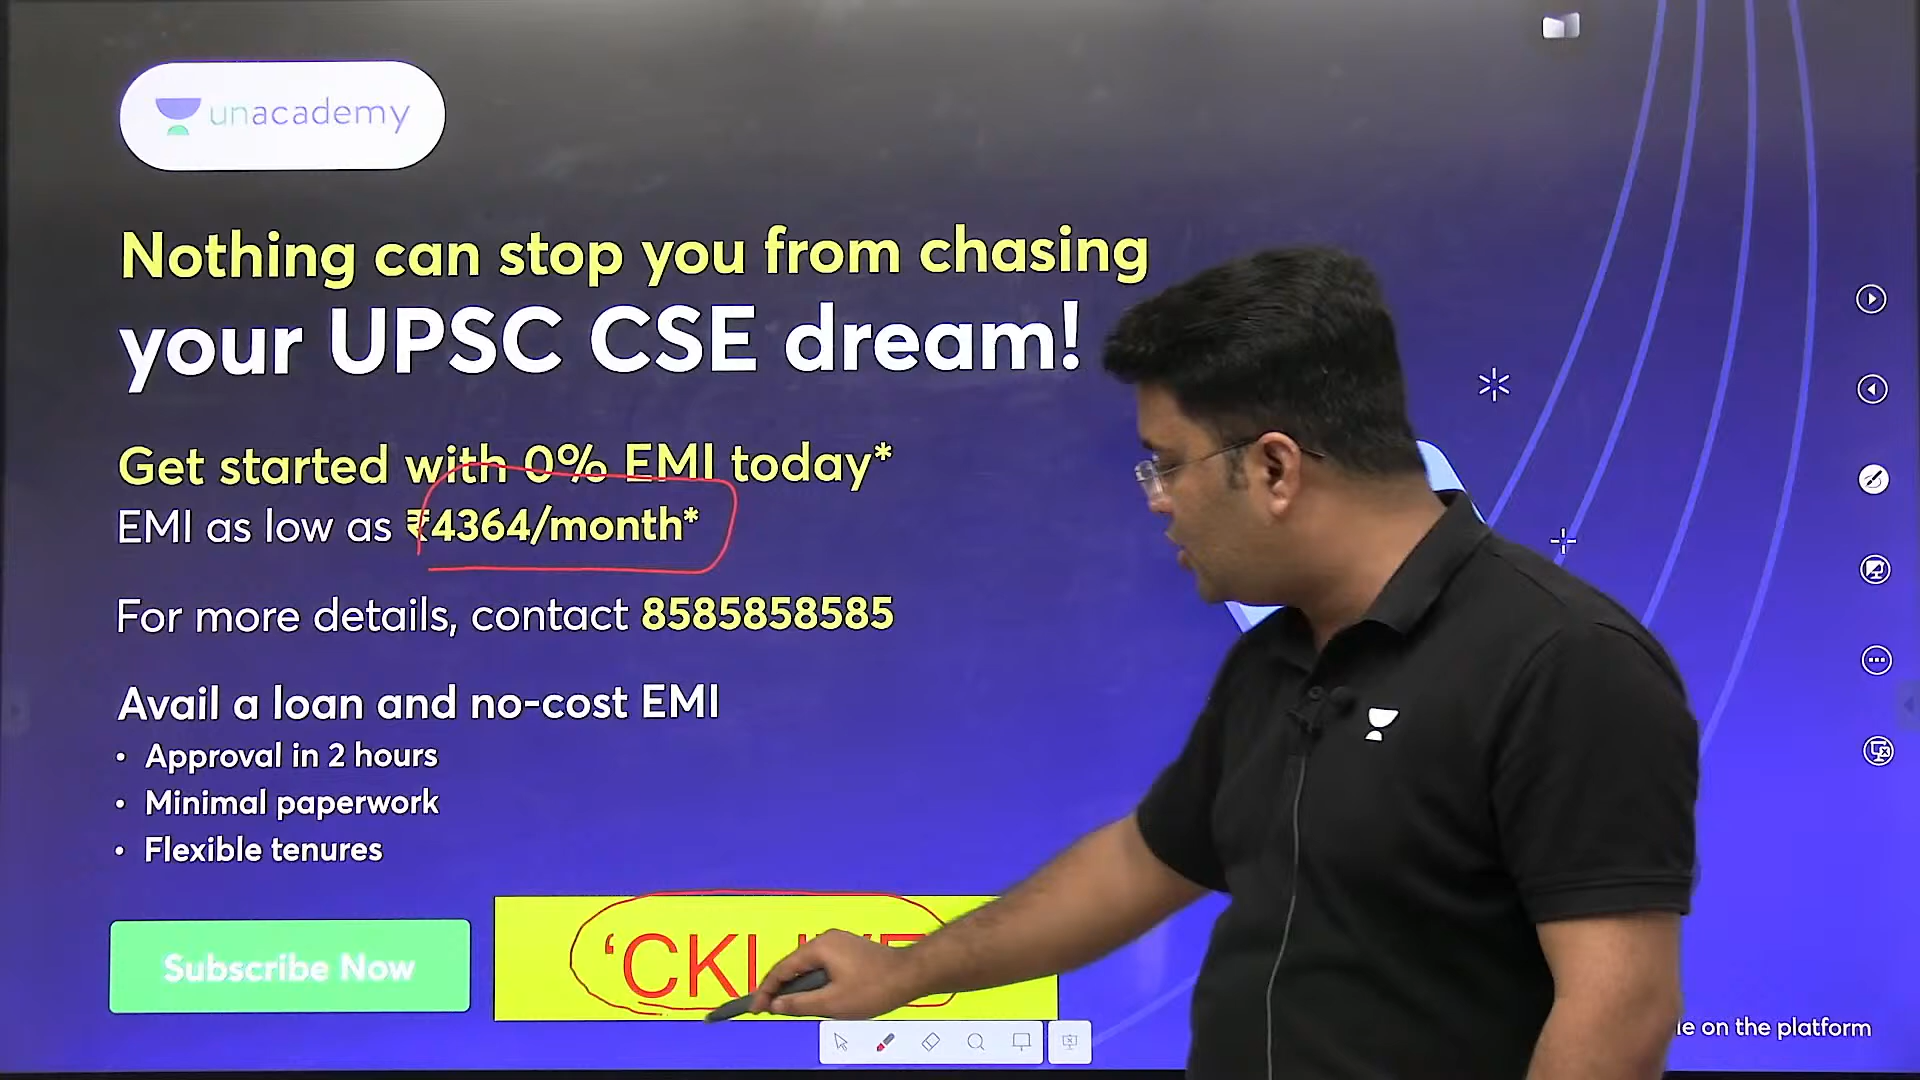 unacademy
Nothing can stop you from chasing
your UPSC CSE dream!
Get started with 0% EMI today*
EMI as low as ₹4364/month*
For more details, contact 8585858585
Avail a loan and no-cost EMI
• Approval in 2 hours
• Minimal paperwork
• Flexible tenures
Subscribe Now
on the platform